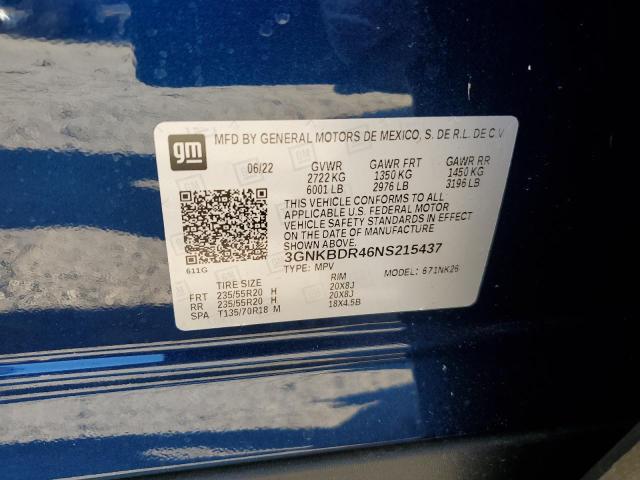 gm
MFD BY GENERAL MOTORS DE MEXICO, S. DE R.L. DE C.V
06/22 GVWR GAWR FRT GAWR RR
2722 KG 1350 KG 1450 KG
6001 LB 2976 LB 3196 LB
THIS VEHICLE CONFORMS TO ALL
APPLICABLE U.S. FEDERAL MOTOR
VEHICLE SAFETY STANDARDS IN EFFECT
ON THE DATE OF MANUFACTURE
SHOWN ABOVE.
3GNKBDR46NS215437
611G
TYPE: MPV MODEL: 671NK26
TIRE SIZE RIM
FRT 235/55R20 H 20X8J
RR 235/55R20 H 20X8J
SPA T135/70R18 M 18X4.5B